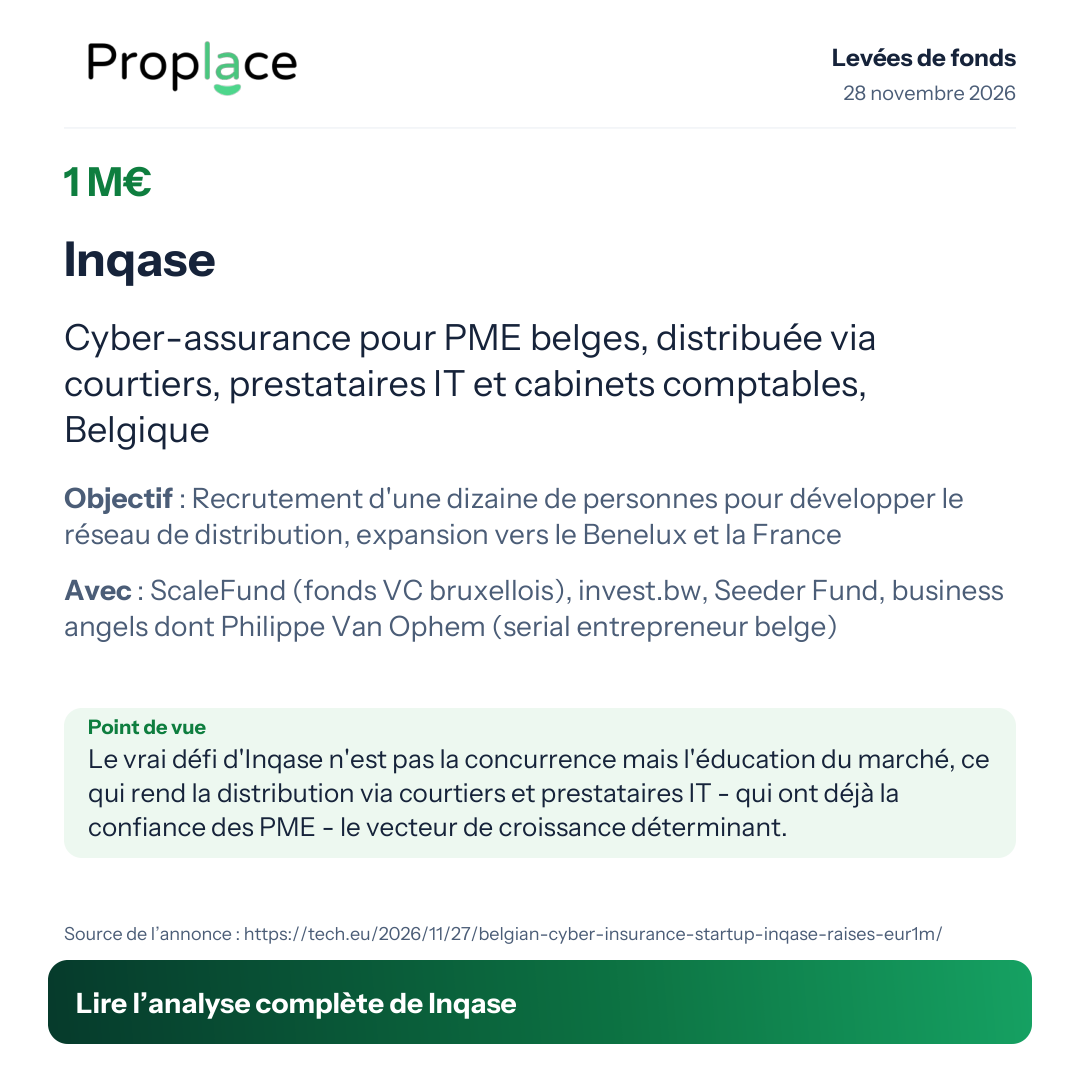 Proplace
Levées de fonds
28 novembre 2026
1 M€
Inqase
Cyber-assurance pour PME belges, distribuée via
courtiers, prestataires IT et cabinets comptables,
Belgique
Objectif : Recrutement d'une dizaine de personnes pour développer le
réseau de distribution, expansion vers le Benelux et la France
Avec : ScaleFund (fonds VC bruxellois), invest.bw, Seeder Fund, business
angels dont Philippe Van Ophem (serial entrepreneur belge)
Point de vue
Le vrai défi d'Inqase n'est pas la concurrence mais l'éducation du marché, ce
qui rend la distribution via courtiers et prestataires IT - qui ont déjà la
confiance des PME - le vecteur de croissance déterminant.
Source de l’annonce : https://tech.eu/2026/11/27/belgian-cyber-insurance-startup-inqase-raises-eur1m/
Lire l’analyse complète de Inqase